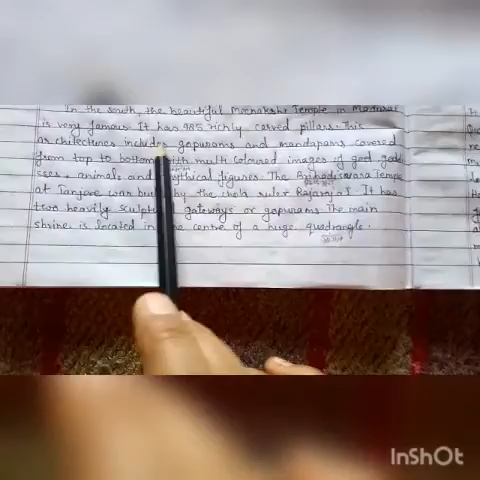 In the south, the beautiful Meenakshi Temple in Madurai
is very famous. It has 985 richly carved pillars. This
architectures includes gopurams and mandapams covered
from top to bottom with multi coloured images of god godd
sses, animals and mythical figures. The Brihadeswara Temple
at Tanjore was built by the chola ruler Rajaraj I. It has
two heavily sculpted gateways or gopurams. The main
shrine is located in the centre of a huge quadrangle.
InShOt